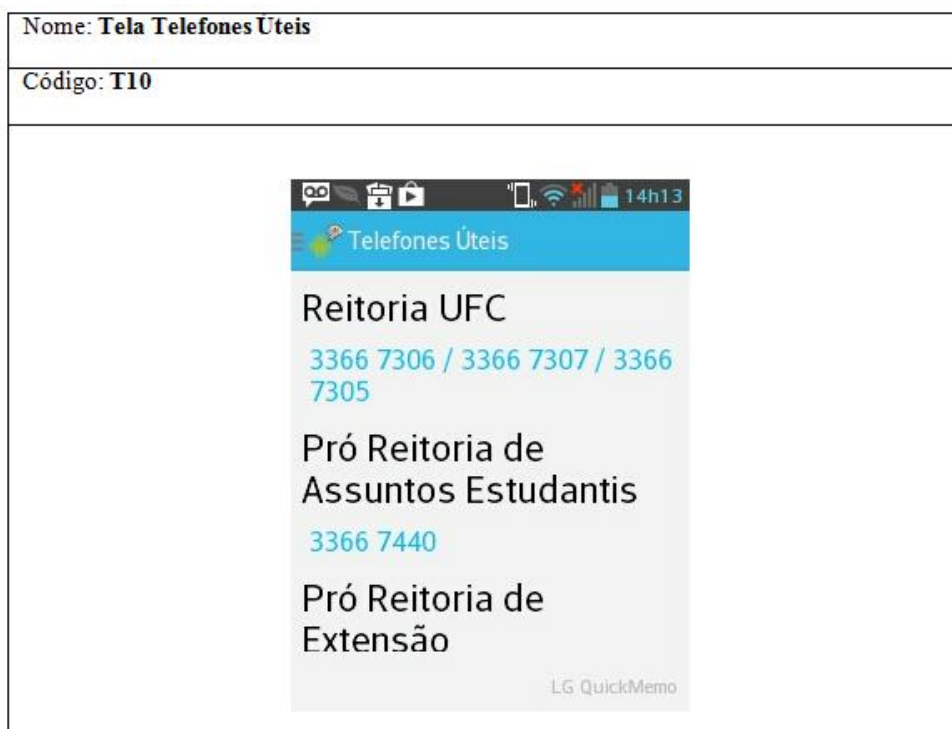 Nome: Tela Telefones Úteis
Código: T10
14h13
Telefones Úteis
Reitoria UFC
3366 7306 / 3366 7307 / 3366
7305
Pró Reitoria de
Assuntos Estudantis
3366 7440
Pró Reitoria de
Extensão
LG QuickMemo